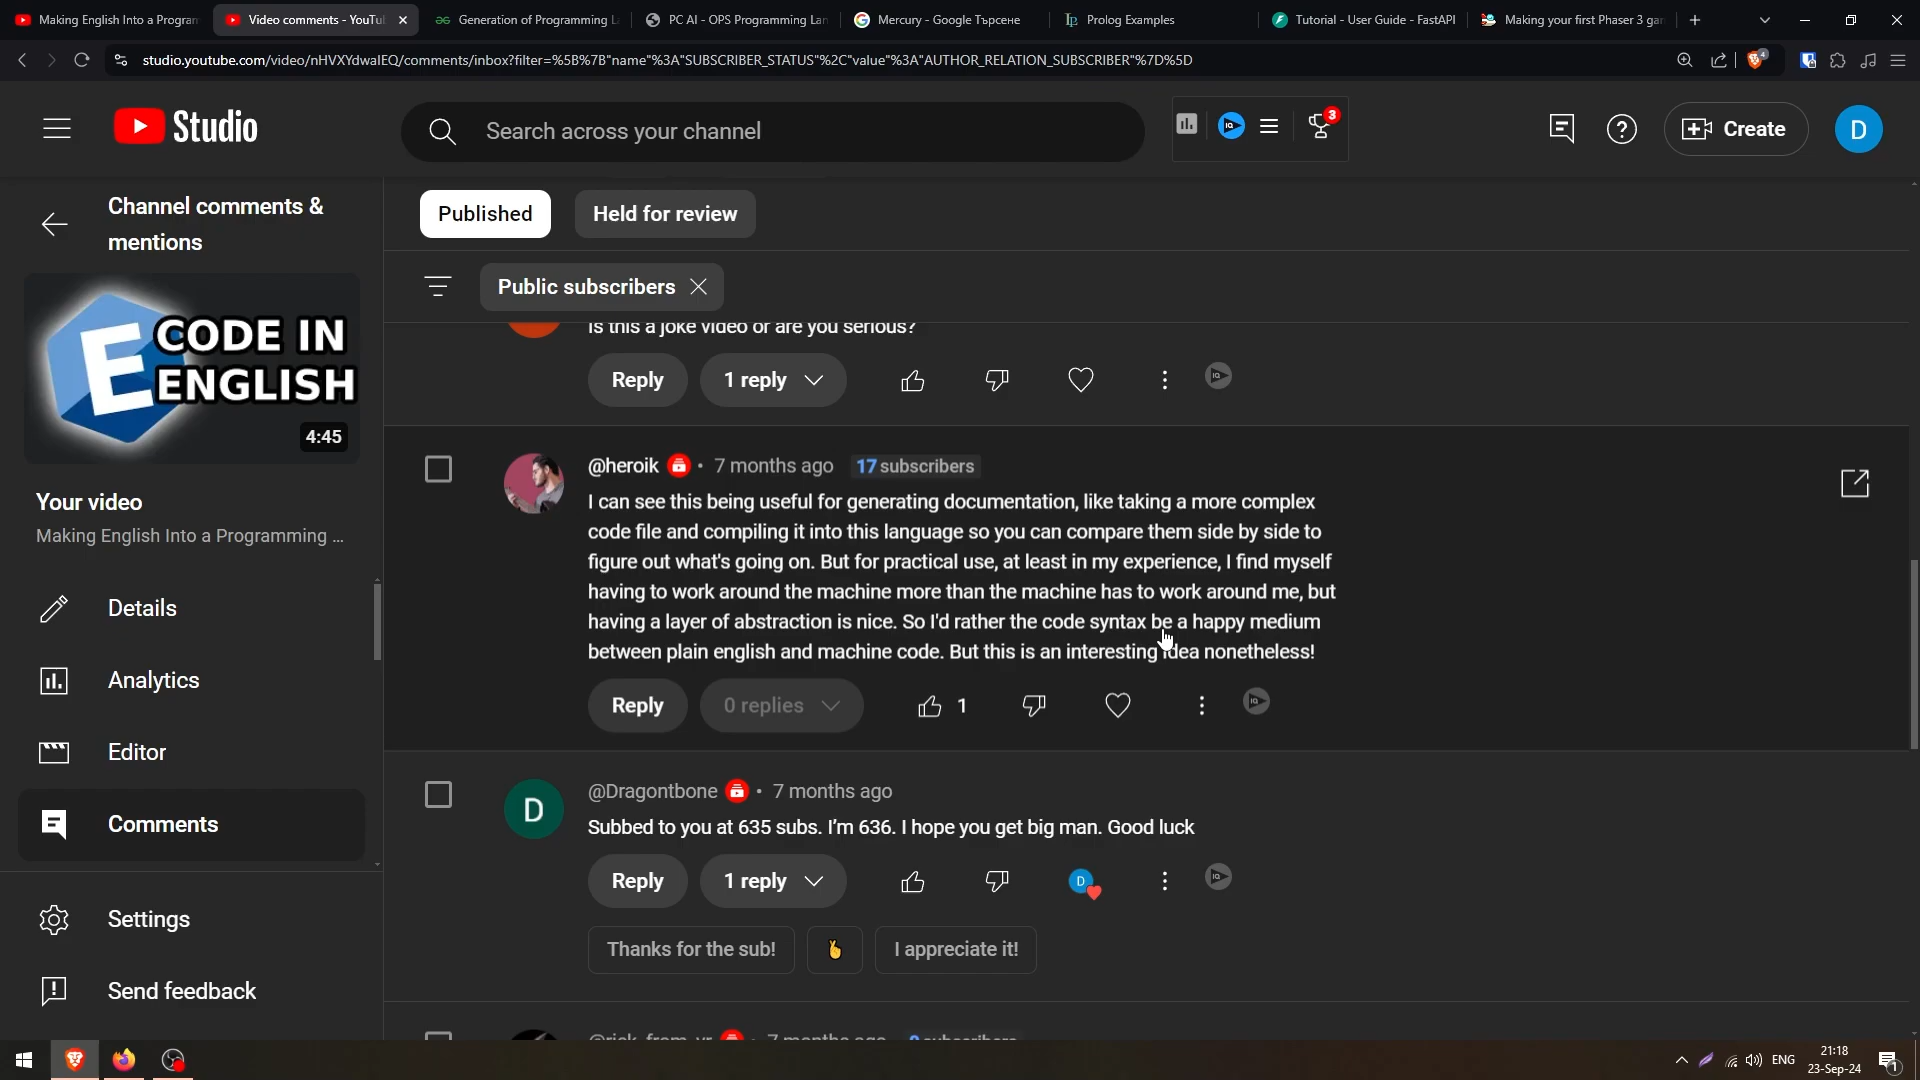 Making English Into a Program
Video comments - YouTu
Generation of Programming L
PC AI - OPS Programming Lan
Mercury - Google Търсене
Prolog Examples
Tutorial - User Guide - FastAPI
Making your first Phaser 3 ga
studio.youtube.com/video/nHVXYdwalEQ/comments/inbox?filter=%5B%7B"name"%3A"SUBSCRIBER_STATUS"%2C"value"%3A"AUTHOR_RELATION_SUBSCRIBER"%7D%5D
4
Studio
Search across your channel
3
Create
D
Channel comments &
mentions
E CODE IN
ENGLISH
4:45
Your video
Making English Into a Programming ...
Details
Analytics
Editor
Comments
Settings
Send feedback
Published
Held for review
Public subscribers
Is this a joke video or are you serious?
Reply
1 reply
@heroik • 7 months ago 17 subscribers
I can see this being useful for generating documentation, like taking a more complex
code file and compiling it into this language so you can compare them side by side to
figure out what's going on. But for practical use, at least in my experience, I find myself
having to work around the machine more than the machine has to work around me, but
having a layer of abstraction is nice. So I'd rather the code syntax be a happy medium
between plain english and machine code. But this is an interesting idea nonetheless!
Reply
0 replies
1
D
@Dragontbone • 7 months ago
Subbed to you at 635 subs. I'm 636. I hope you get big man. Good luck
Reply
1 reply
D
Thanks for the sub!
I appreciate it!
7 months ago
subscribers
ENG
21:18
23-Sep-24
1